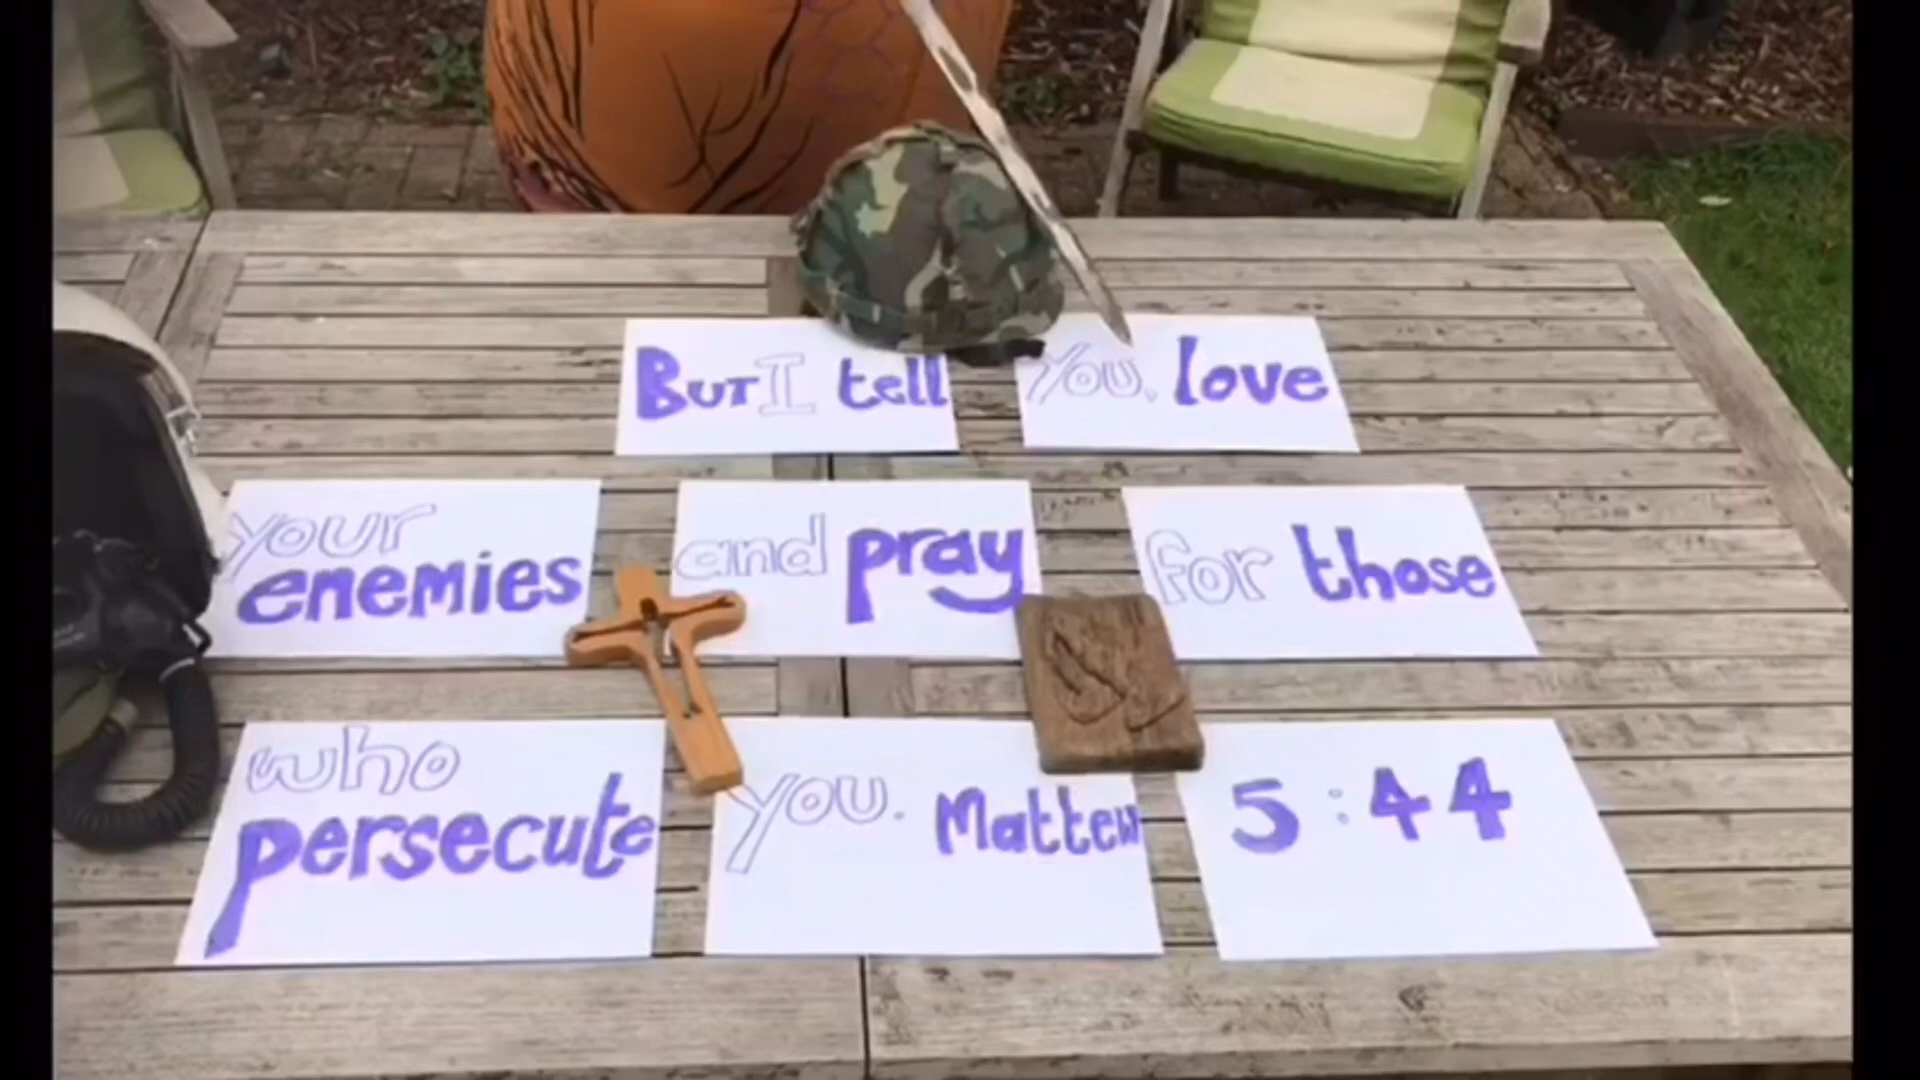 But I tell
You, love
your
enemies
and pray
for those
who
persecute
you. Mattew
5:44